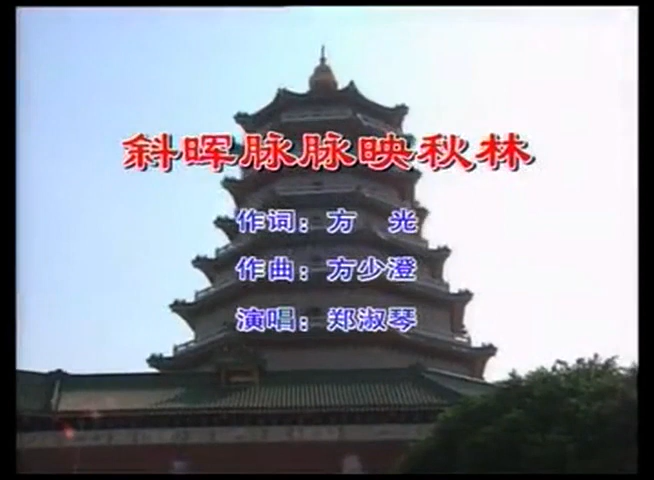 斜晖脉脉映秋林
作词：方 光
作曲：方少澄
演唱：郑淑琴